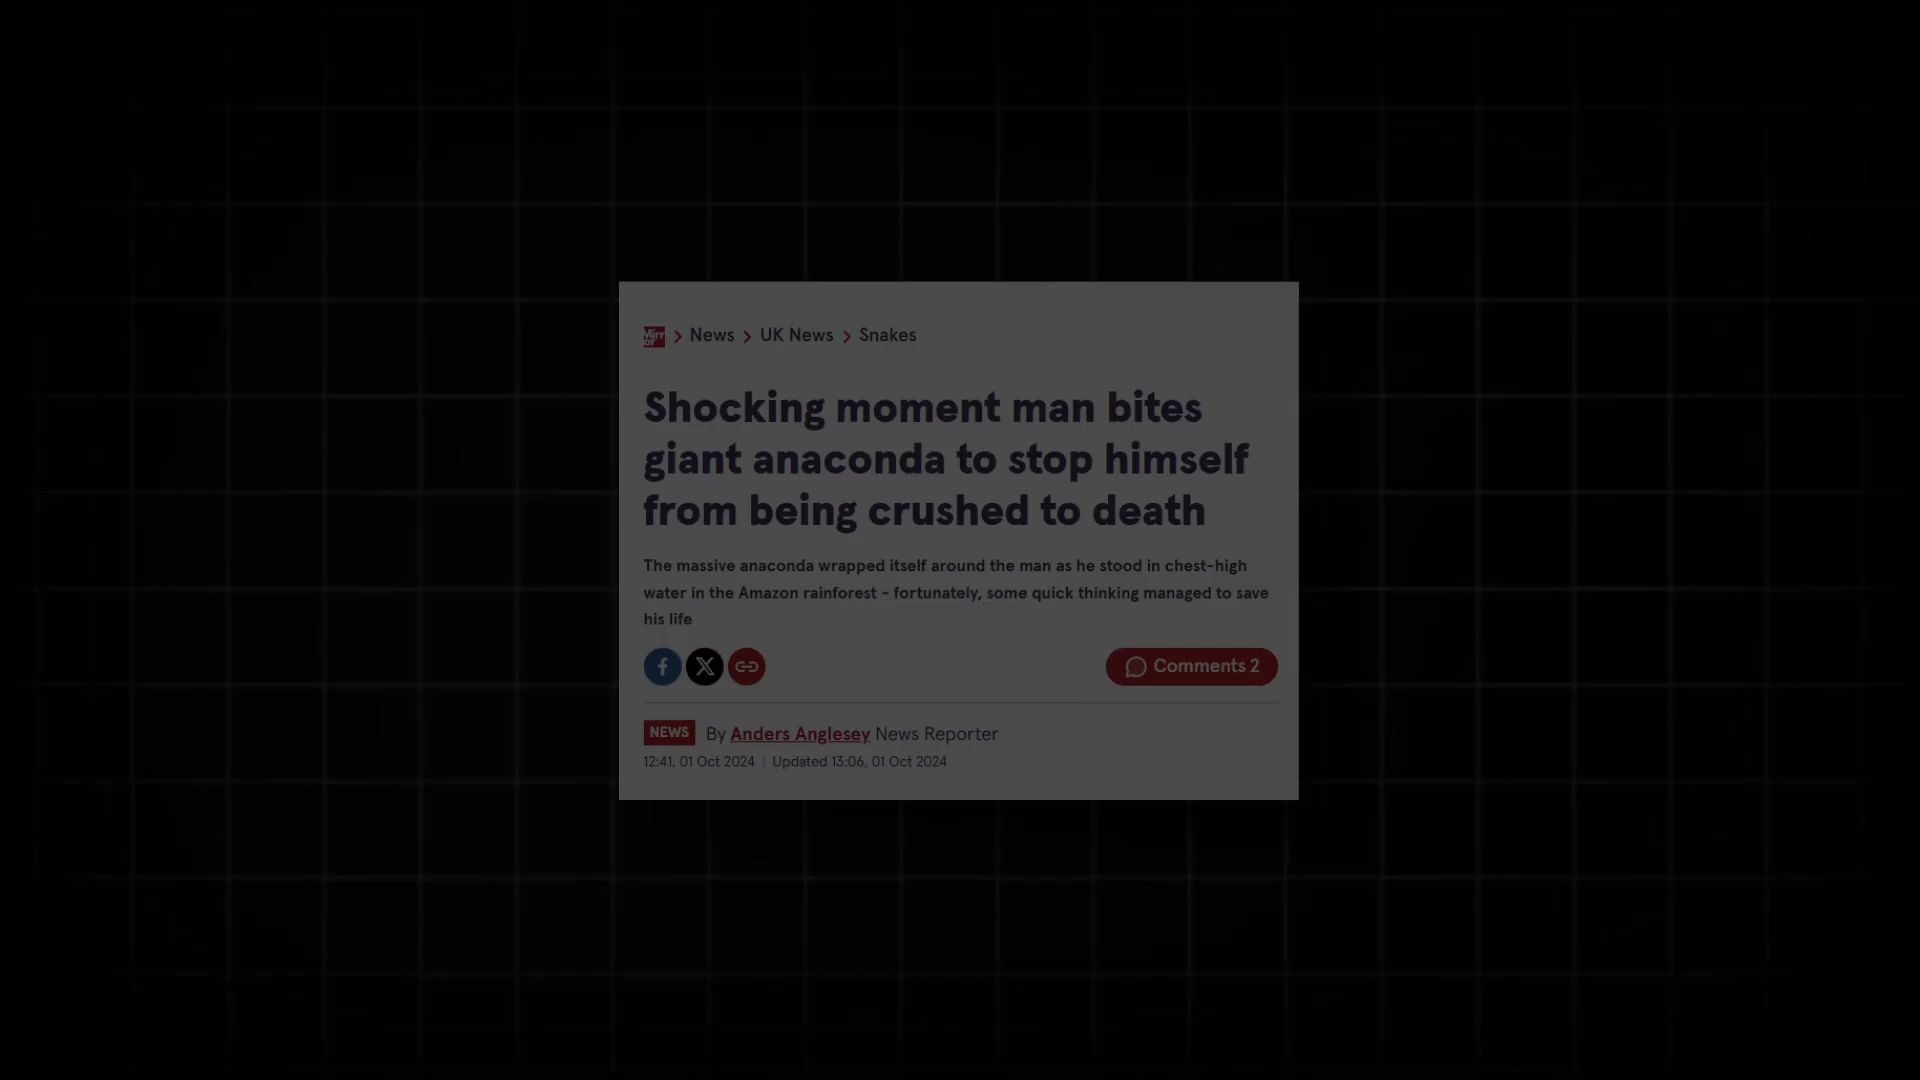 Mirror > News > UK News > Snakes
Shocking moment man bites
giant anaconda to stop himself
from being crushed to death
The massive anaconda wrapped itself around the man as he stood in chest-high
water in the Amazon rainforest - fortunately, some quick thinking managed to save
his life
Comments 2
NEWS By Anders Anglesey News Reporter
12:41, 01 Oct 2024 | Updated 13:06, 01 Oct 2024